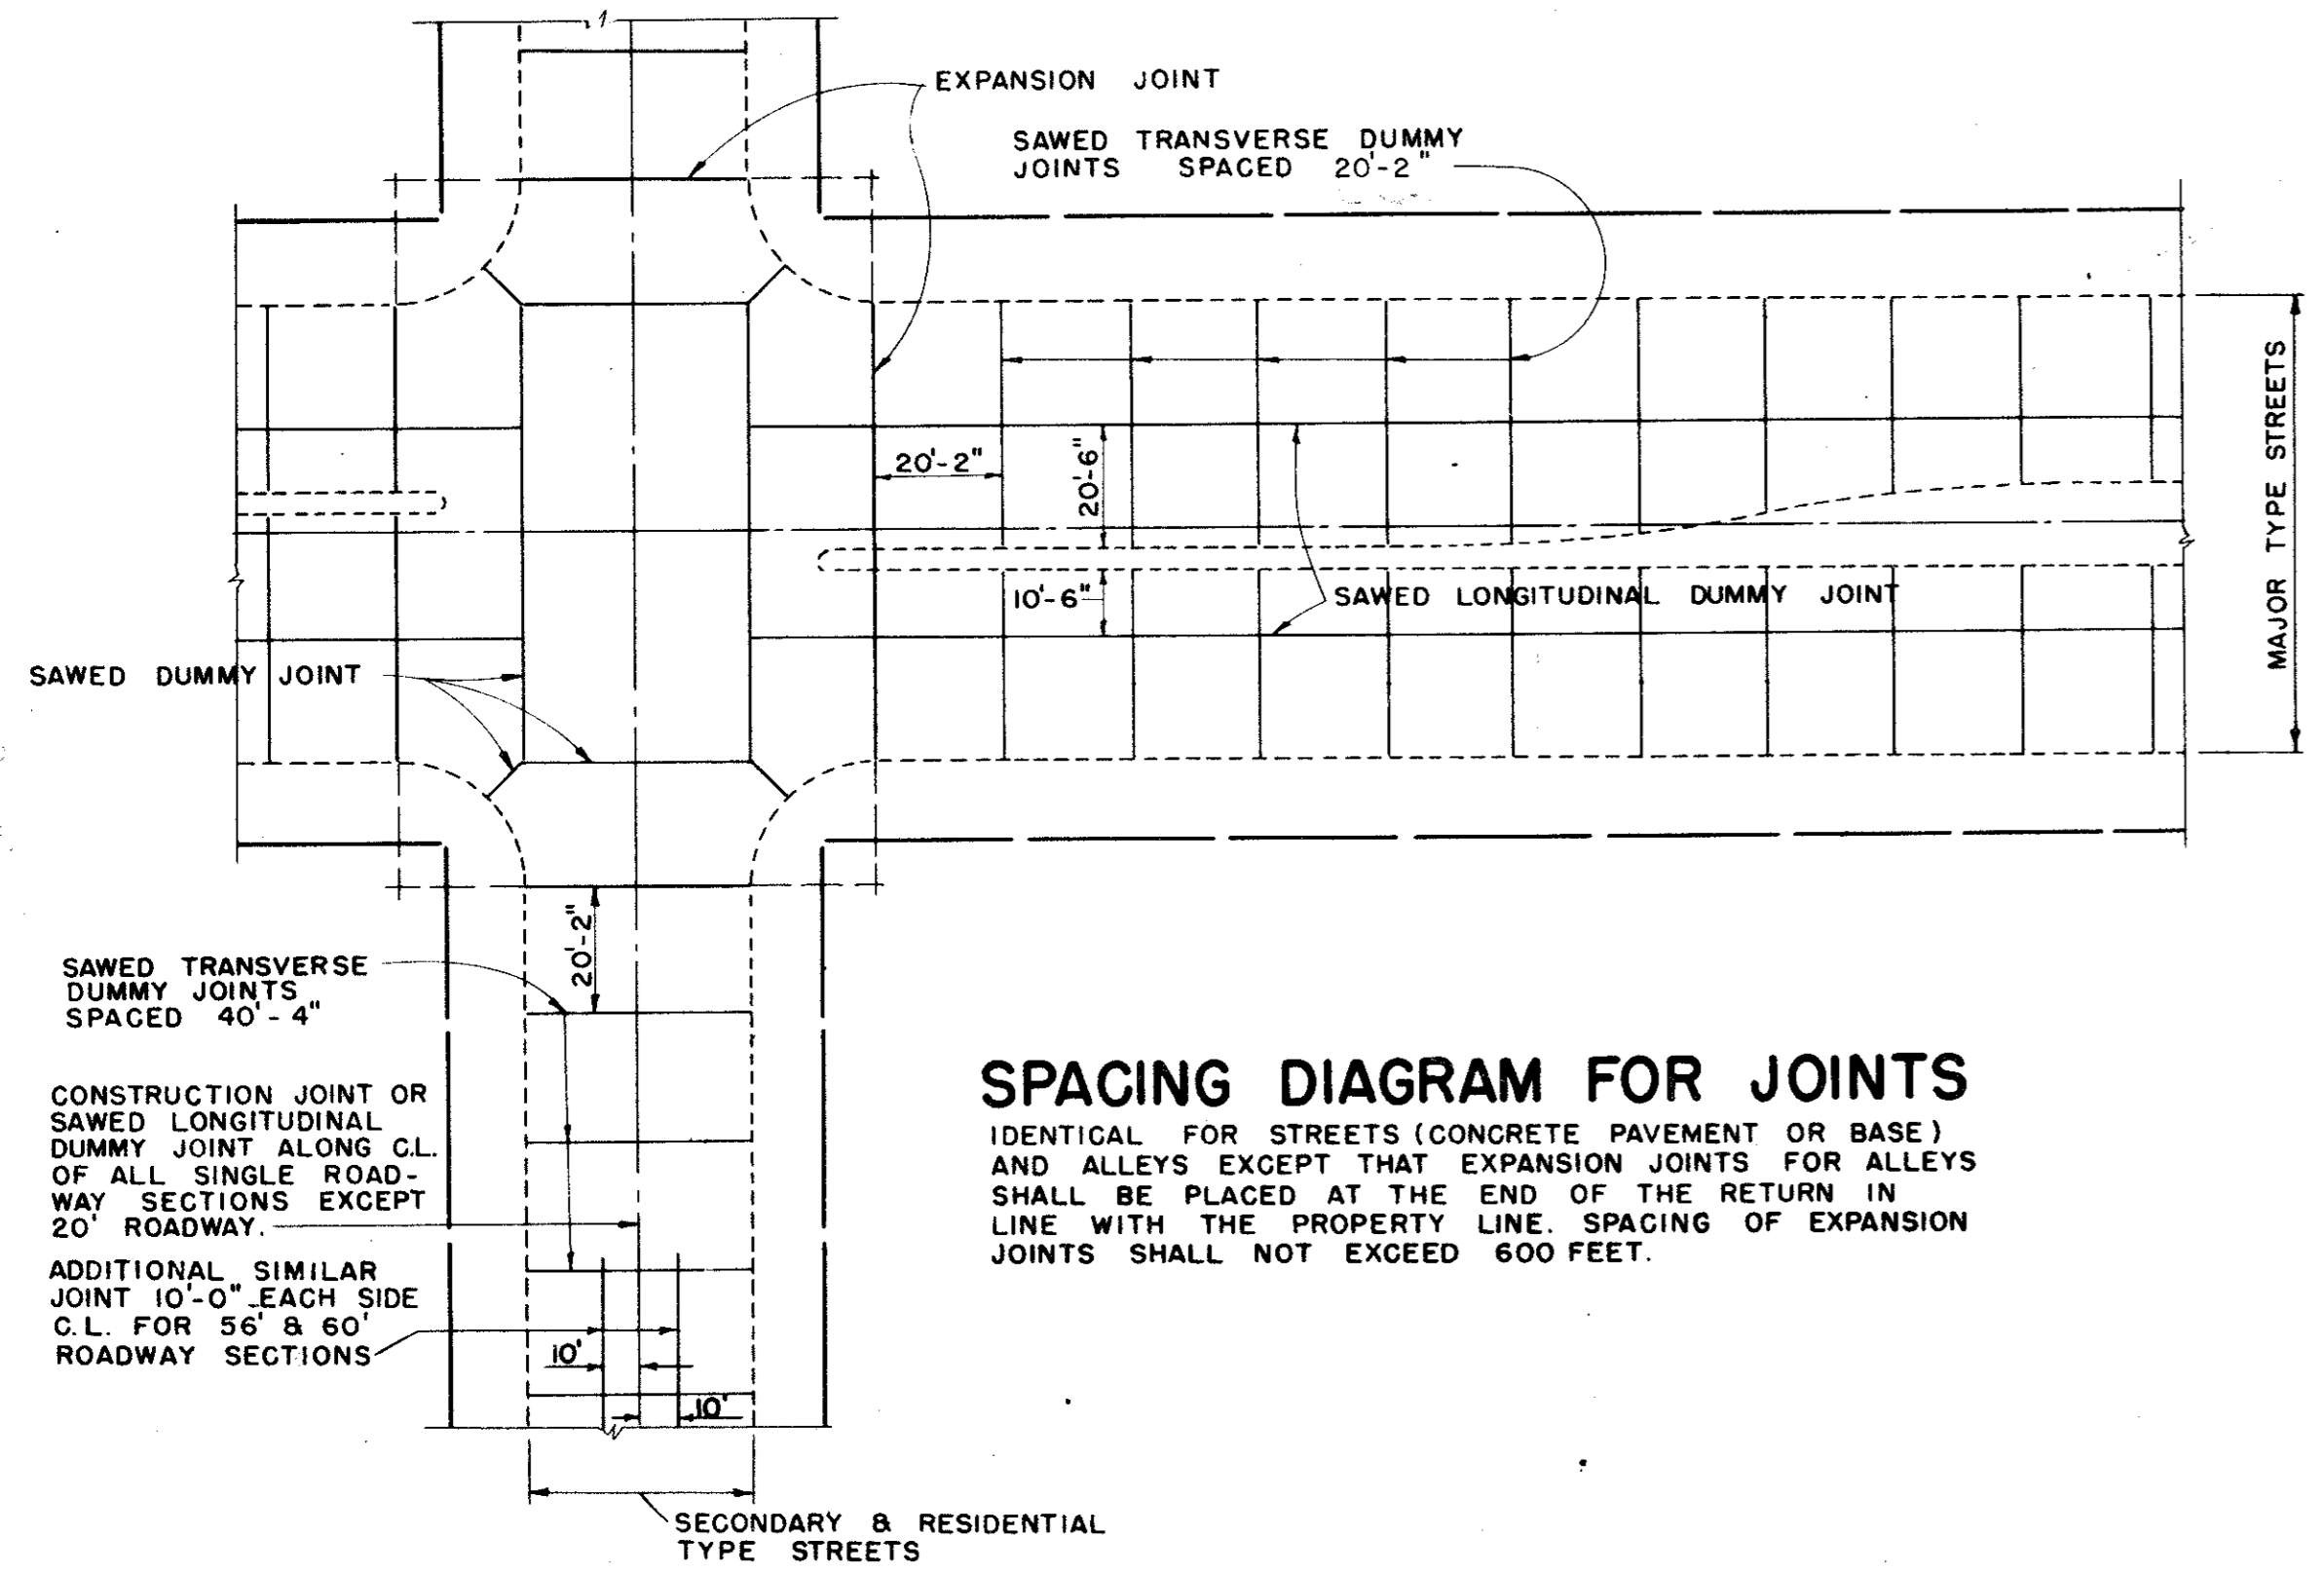 EXPANSION JOINT
SAWED TRANSVERSE DUMMY
JOINTS SPACED 20'-2"
MAJOR TYPE STREETS
20'-2"
20'-6"
10'-6"
SAWED LONGITUDINAL DUMMY JOINT
SAWED DUMMY JOINT
20'-2"
SAWED TRANSVERSE
DUMMY JOINTS
SPACED 40'-4"
CONSTRUCTION JOINT OR
SAWED LONGITUDINAL
DUMMY JOINT ALONG C.L.
OF ALL SINGLE ROAD-
WAY SECTIONS EXCEPT
20' ROADWAY.
ADDITIONAL SIMILAR
JOINT 10'-0" EACH SIDE
C.L. FOR 56' & 60'
ROADWAY SECTIONS
10'
10'
SECONDARY & RESIDENTIAL
TYPE STREETS
SPACING DIAGRAM FOR JOINTS
IDENTICAL FOR STREETS (CONCRETE PAVEMENT OR BASE)
AND ALLEYS EXCEPT THAT EXPANSION JOINTS FOR ALLEYS
SHALL BE PLACED AT THE END OF THE RETURN IN
LINE WITH THE PROPERTY LINE. SPACING OF EXPANSION
JOINTS SHALL NOT EXCEED 600 FEET.